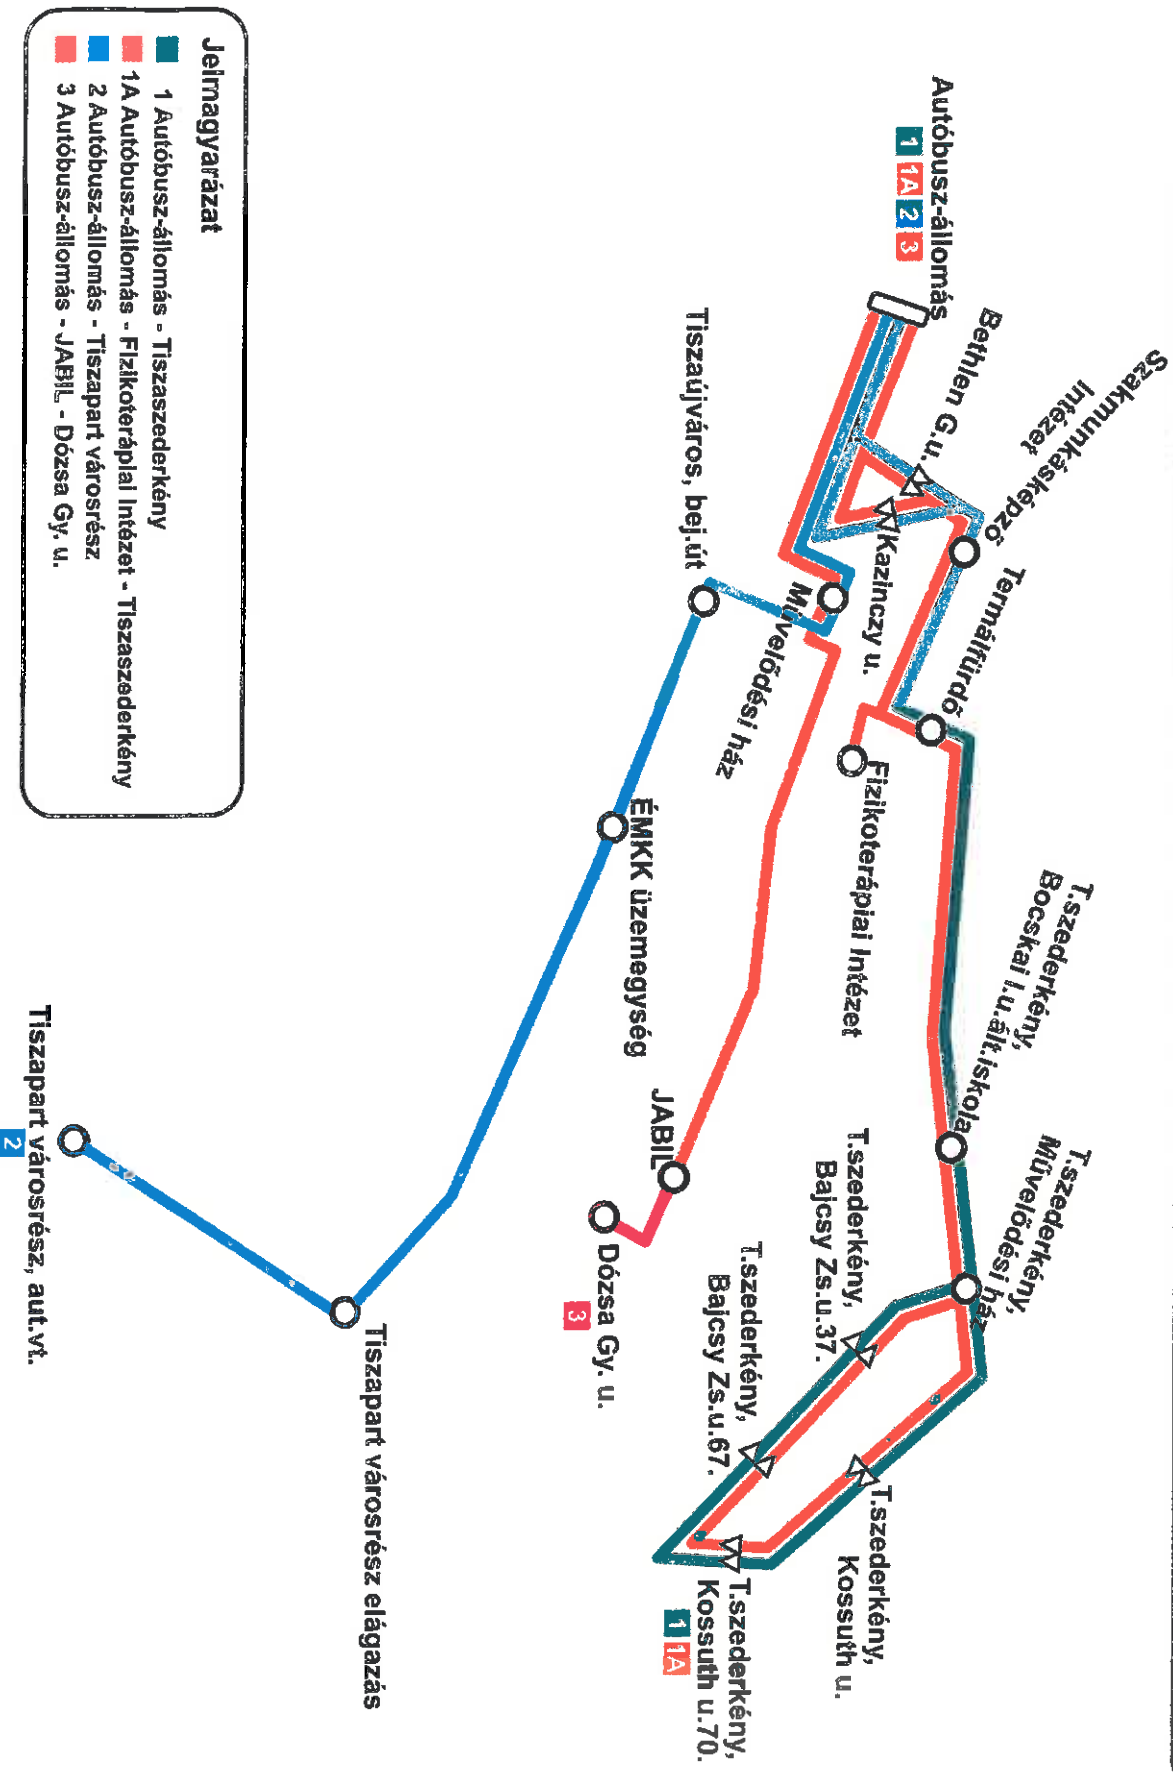 Szakmunkásképző
Intézet
Bethlen G.u.
Autóbusz-állomás
1 1A 2 3
Kazinczy u.
Termálfürdő
Fizikoterápiai Intézet
T.szederkény,
Bocskai I.u.ált.iskola
T.szederkény,
Művelődési ház
T.szederkény,
Bajcsy Zs.u.37.
T.szederkény,
Bajcsy Zs.u.67.
T.szederkény,
Kossuth u.
T.szederkény,
Kossuth u.70.
1 1A
Művelődési ház
Tiszaújváros, bej.út
ÉMKK üzemegység
JABIL
Dózsa Gy. u.
3
Tiszapart városrész elágazás
Tiszapart városrész, aut.vt.
2
Jelmagyarázat
1 Autóbusz-állomás - Tiszaszederkény
1A Autóbusz-állomás - Fizikoterápiai Intézet - Tiszaszederkény
2 Autóbusz-állomás - Tiszapart városrész
3 Autóbusz-állomás - JABIL - Dózsa Gy. u.